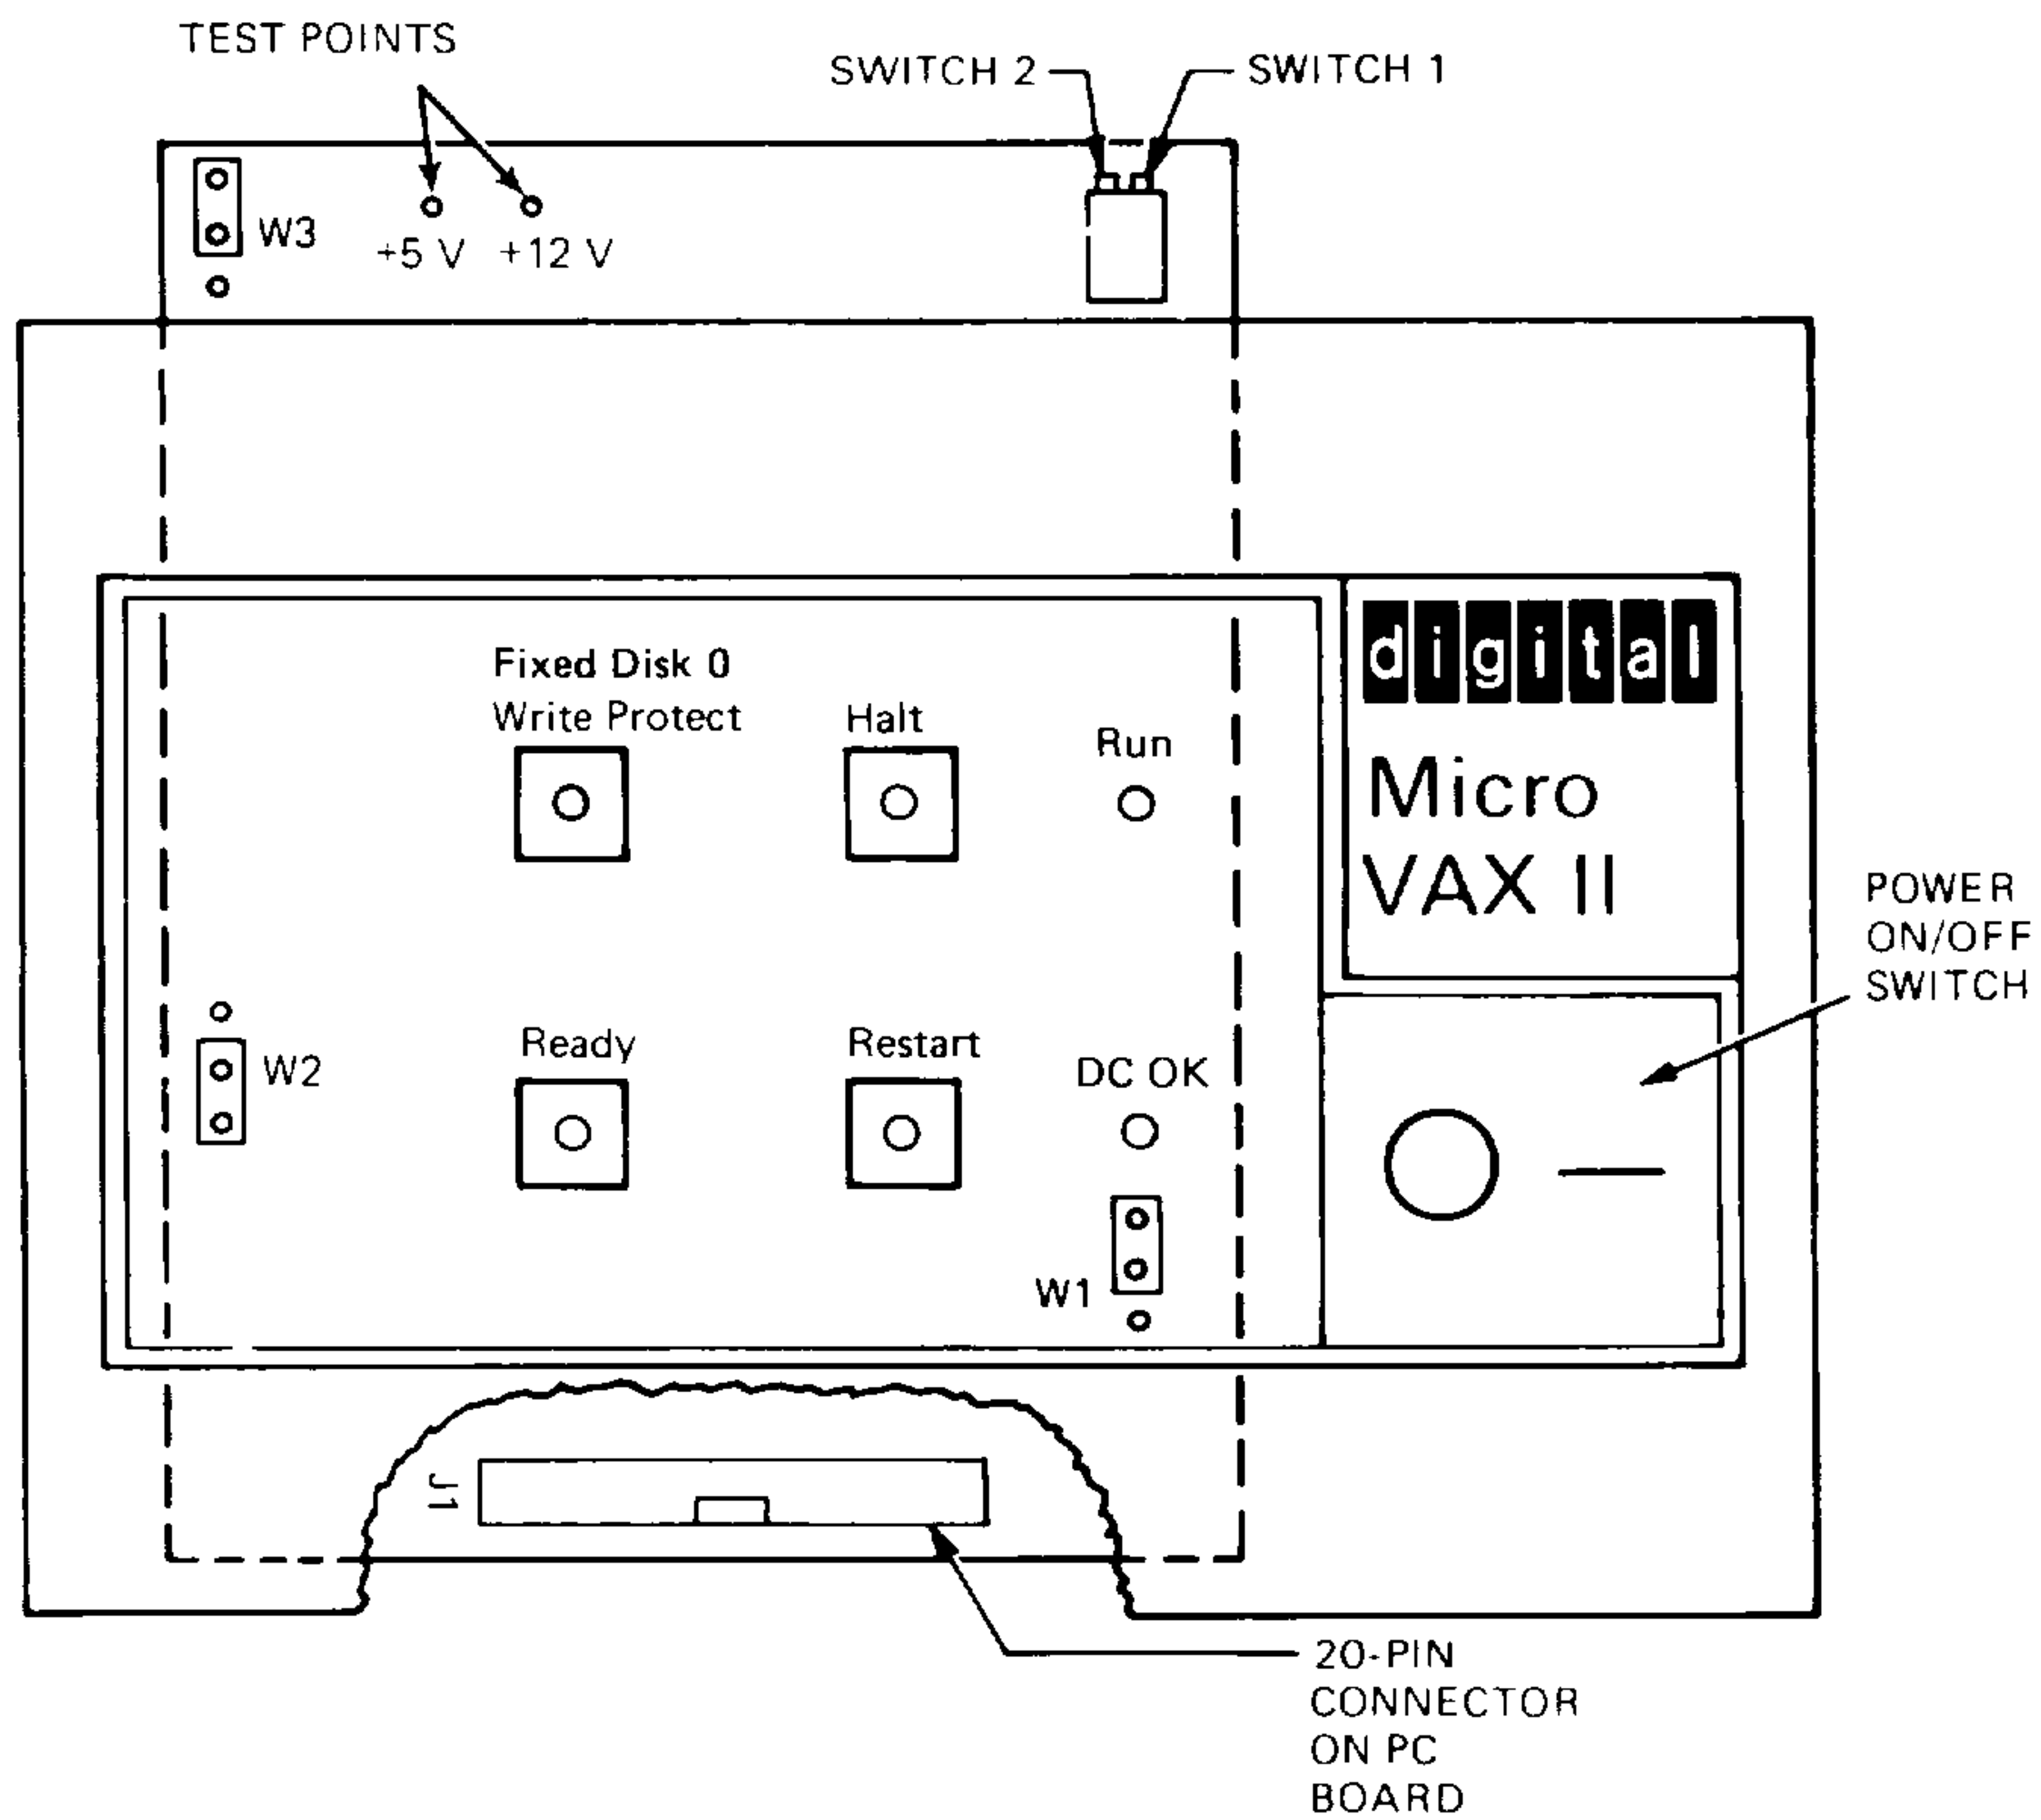 TEST POINTS
SWITCH 2
SWITCH 1
W3
+5 V
+12 V
digital
Micro
VAX II
Fixed Disk 0
Write Protect
Halt
Run
POWER
ON/OFF
SWITCH
W2
Ready
Restart
DC OK
W1
J1
20-PIN
CONNECTOR
ON PC
BOARD